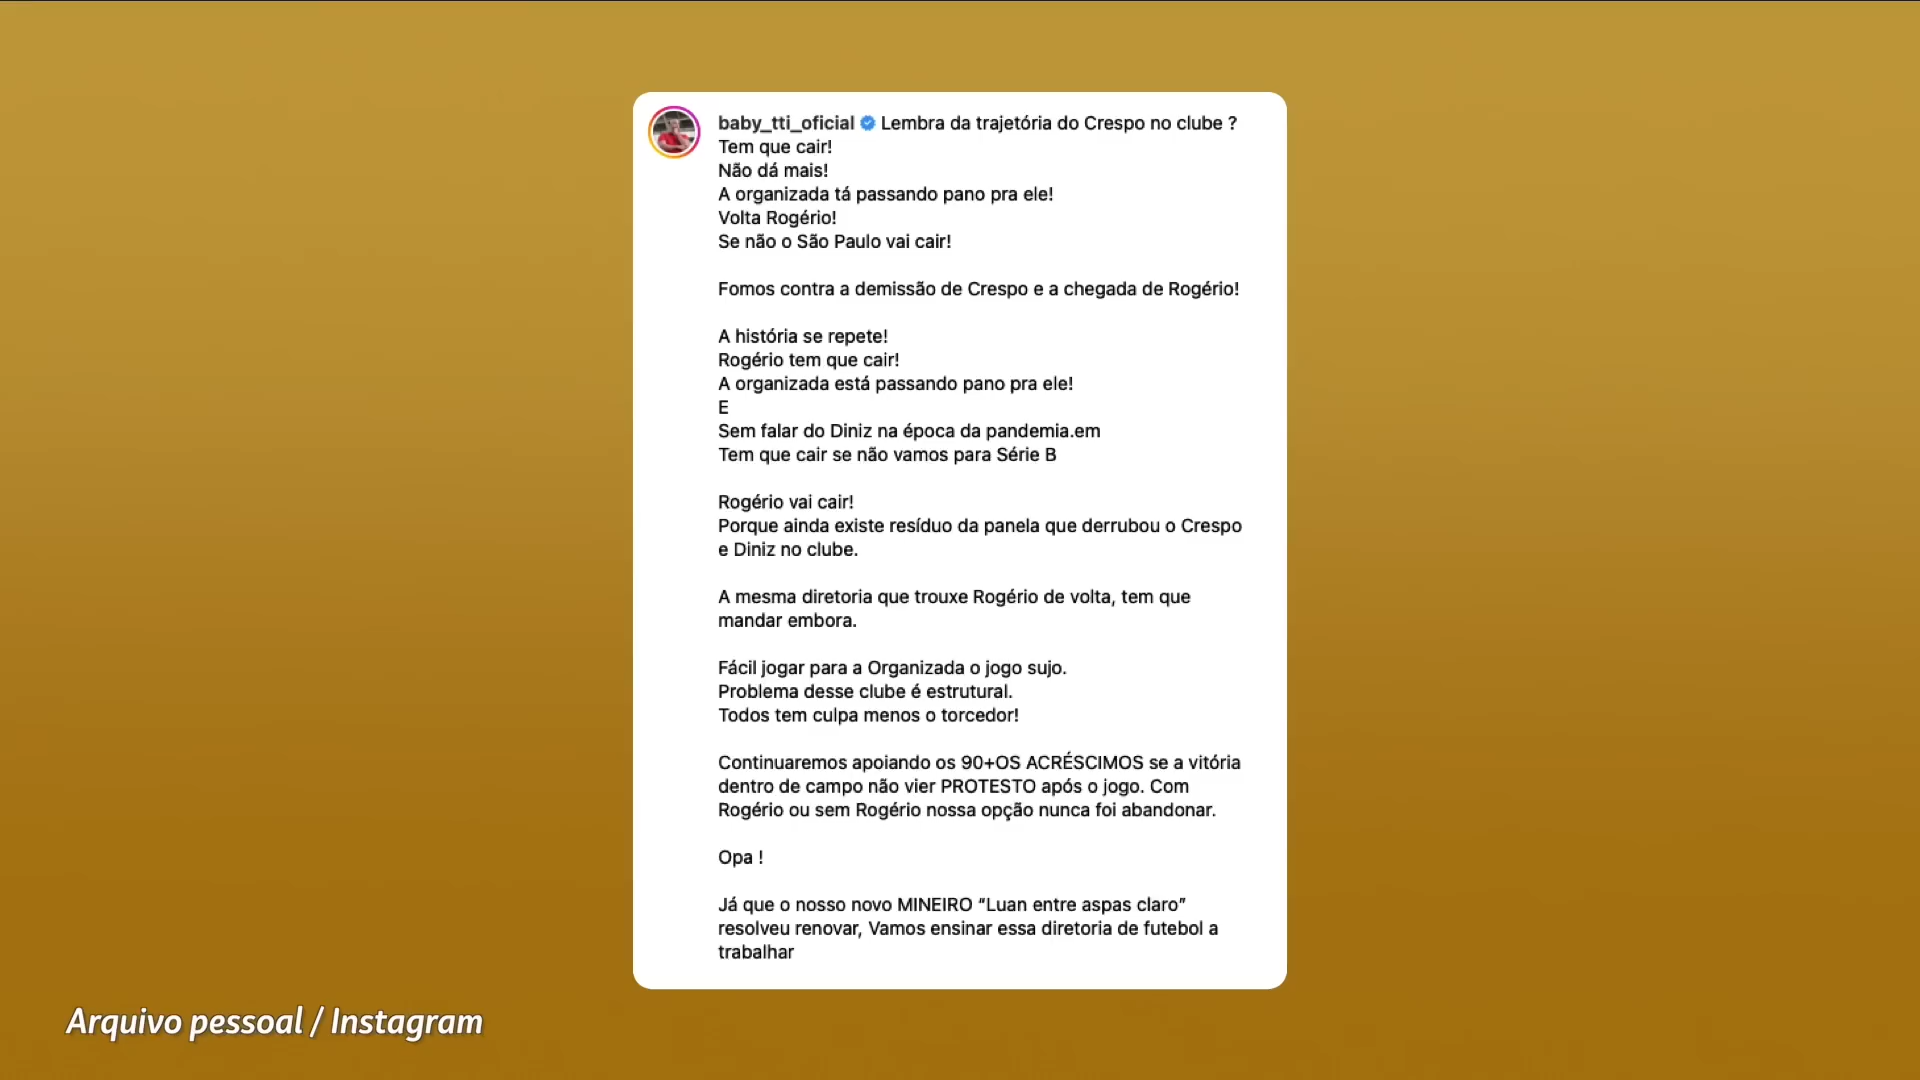 baby_tti_oficial Lembra da trajetória do Crespo no clube ?
Tem que cair!
Não dá mais!
A organizada tá passando pano pra ele!
Volta Rogério!
Se não o São Paulo vai cair!
Fomos contra a demissão de Crespo e a chegada de Rogério!
A história se repete!
Rogério tem que cair!
A organizada está passando pano pra ele!
E
Sem falar do Diniz na época da pandemia.em
Tem que cair se não vamos para Série B
Rogério vai cair!
Porque ainda existe resíduo da panela que derrubou o Crespo
e Diniz no clube.
A mesma diretoria que trouxe Rogério de volta, tem que
mandar embora.
Fácil jogar para a Organizada o jogo sujo.
Problema desse clube é estrutural.
Todos tem culpa menos o torcedor!
Continuaremos apoiando os 90+OS ACRÉSCIMOS se a vitória
dentro de campo não vier PROTESTO após o jogo. Com
Rogério ou sem Rogério nossa opção nunca foi abandonar.
Opa !
Já que o nosso novo MINEIRO “Luan entre aspas claro”
resolveu renovar, Vamos ensinar essa diretoria de futebol a
trabalhar
Arquivo pessoal / Instagram